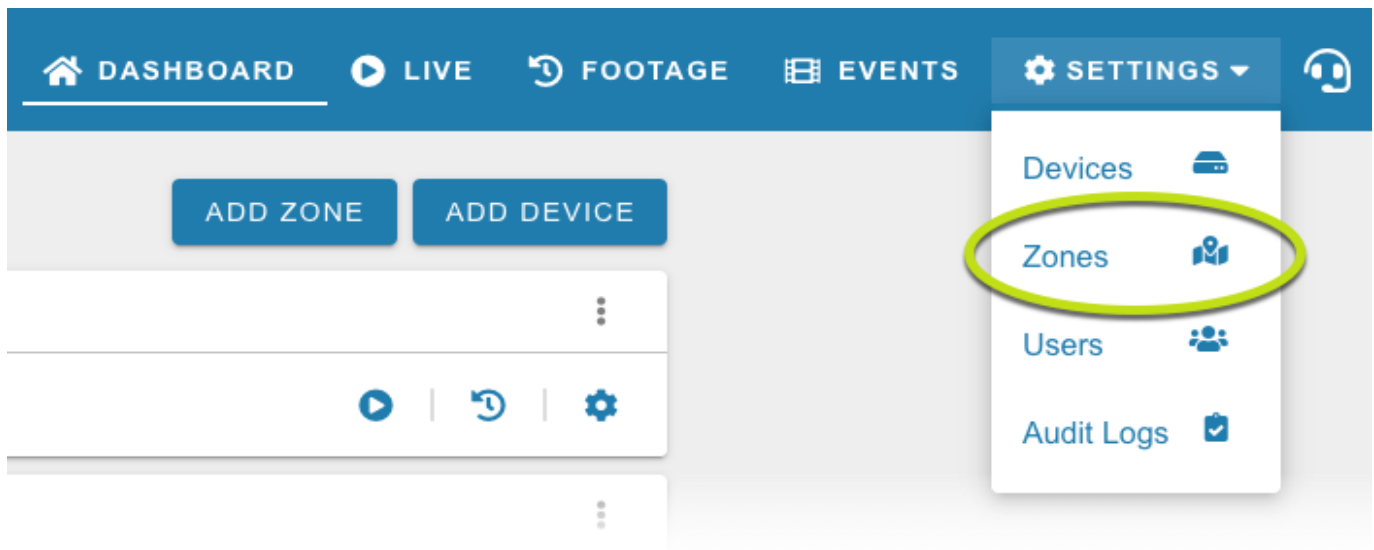 DASHBOARD LIVE FOOTAGE EVENTS SETTINGS
ADD ZONE ADD DEVICE
Devices
Zones
Users
Audit Logs